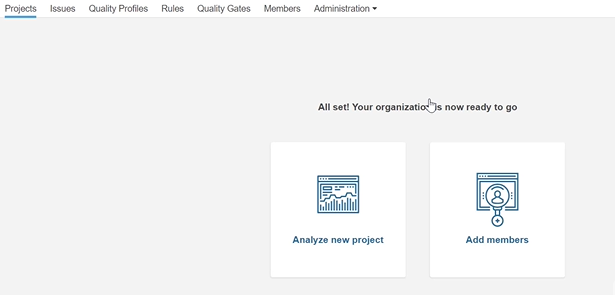 Projects Issues Quality Profiles Rules Quality Gates Members Administration
All set! Your organization is now ready to go
Analyze new project Add members